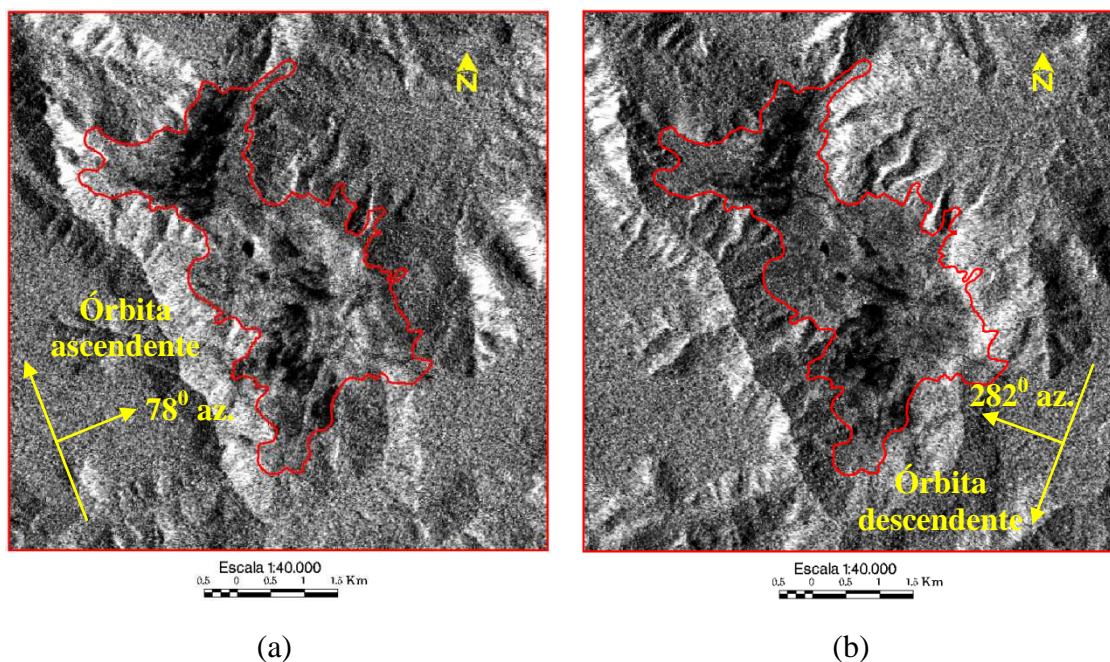 N
Órbita
ascendente
78⁰ az.
Escala 1:40.000
0.5 0 0.5 1 1.5 Km
(a)
N
282⁰ az.
Órbita
descendente
Escala 1:40.000
0.5 0 0.5 1 1.5 Km
(b)